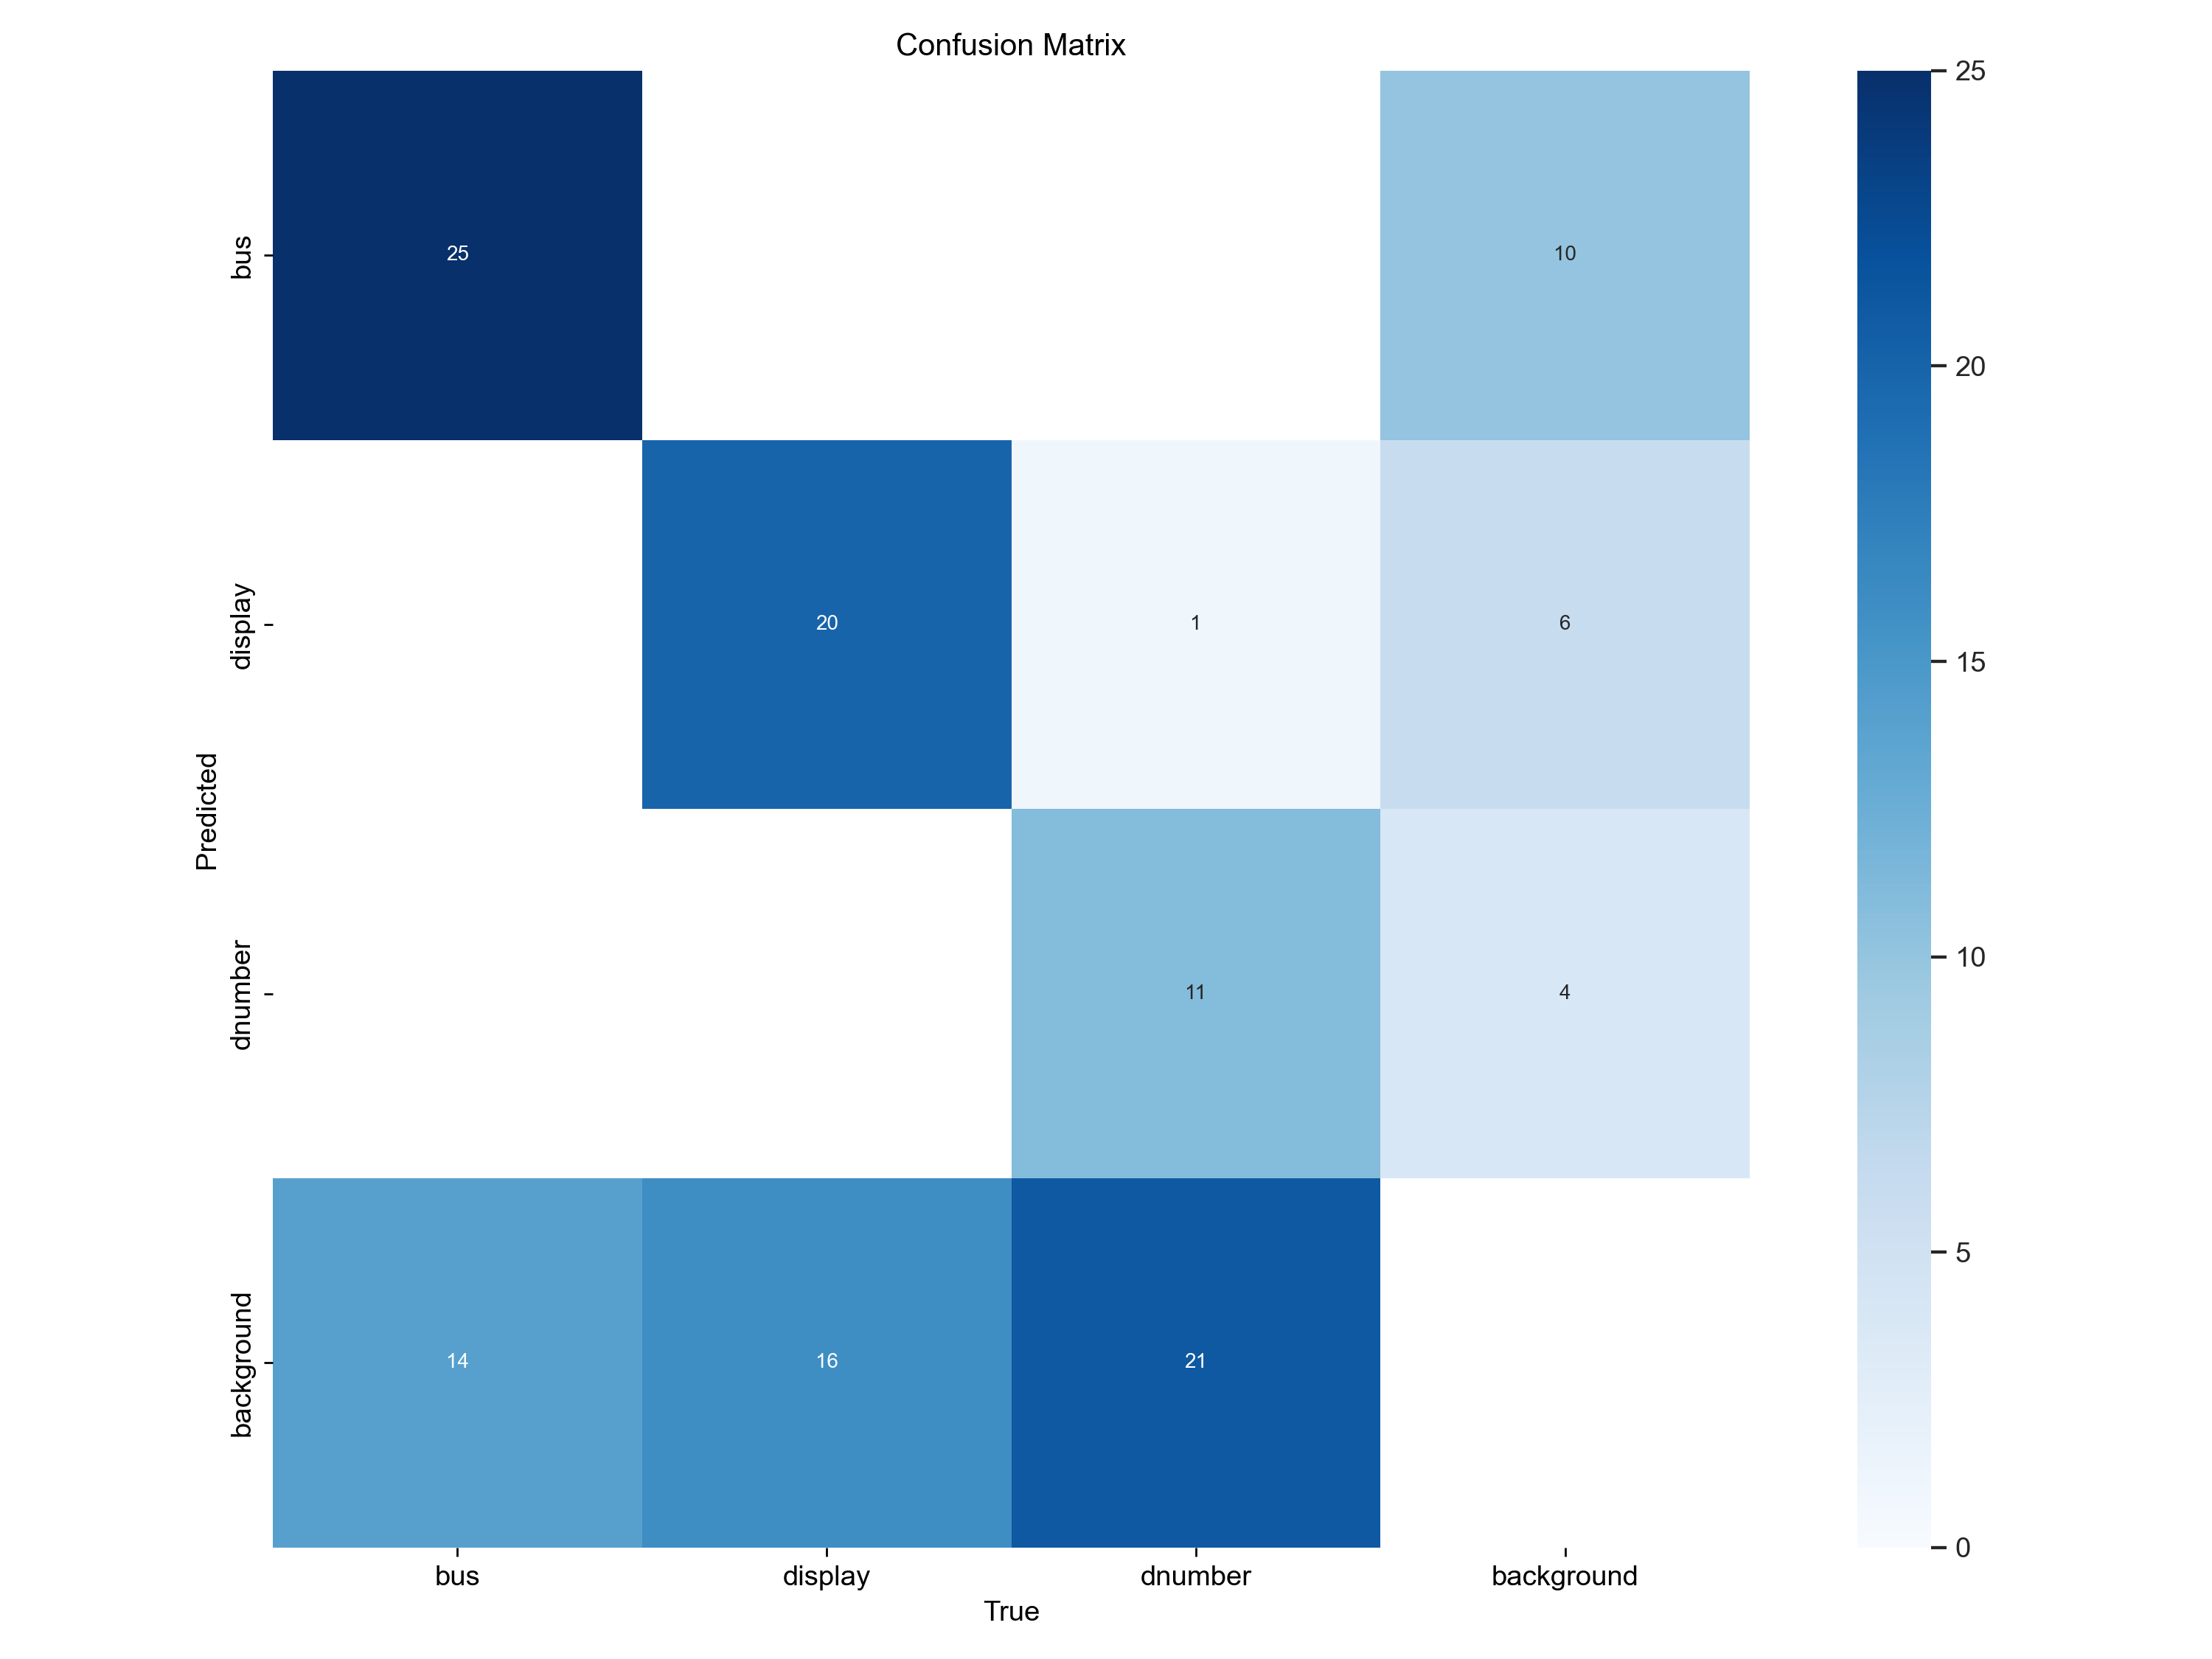 Confusion Matrix
25
10
20
1
6
11
4
14
16
21
bus
display
dnumber
background
Predicted
bus
display
dnumber
background
True
25
20
15
10
5
0